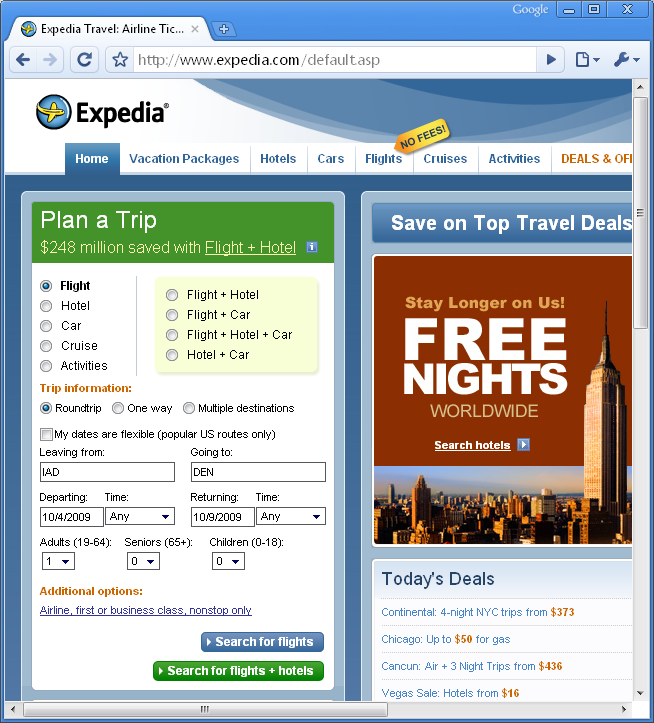 Google
Expedia Travel: Airline Tic...
http://www.expedia.com/default.asp
Expedia®
NO FEES!
Home Vacation Packages Hotels Cars Flights Cruises Activities DEALS & OF
Plan a Trip
$248 million saved with Flight + Hotel i
Flight
Hotel
Car
Cruise
Activities
Flight + Hotel
Flight + Car
Flight + Hotel + Car
Hotel + Car
Trip information:
Roundtrip One way Multiple destinations
My dates are flexible (popular US routes only)
Leaving from: Going to:
IAD DEN
Departing: Time: Returning: Time:
10/4/2009 Any 10/9/2009 Any
Adults (19-64): Seniors (65+): Children (0-18):
1 0 0
Additional options:
Airline, first or business class, nonstop only
Search for flights
Search for flights + hotels
Save on Top Travel Deals
Stay Longer on Us!
FREE
NIGHTS
WORLDWIDE
Search hotels
Today's Deals
Continental: 4-night NYC trips from $373
Chicago: Up to $50 for gas
Cancun: Air + 3 Night Trips from $436
Vegas Sale: Hotels from $16